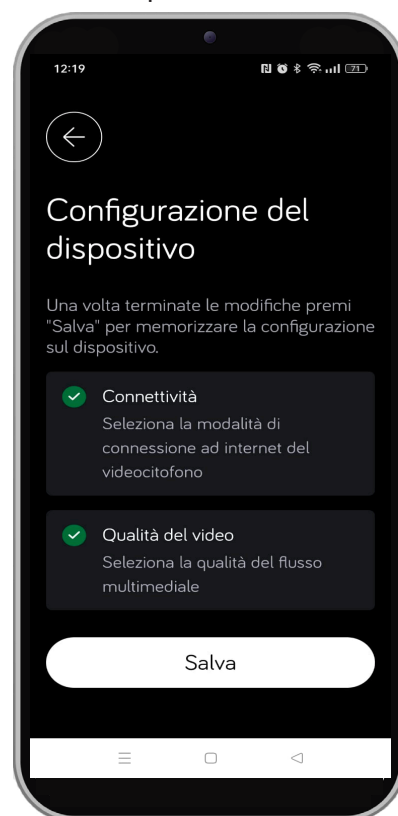 12:19
71
Configurazione del
dispositivo
Una volta terminate le modifiche premi
"Salva" per memorizzare la configurazione
sul dispositivo.
Connettività
Seleziona la modalità di
connessione ad internet del
videocitofono
Qualità del video
Seleziona la qualità del flusso
multimediale
Salva